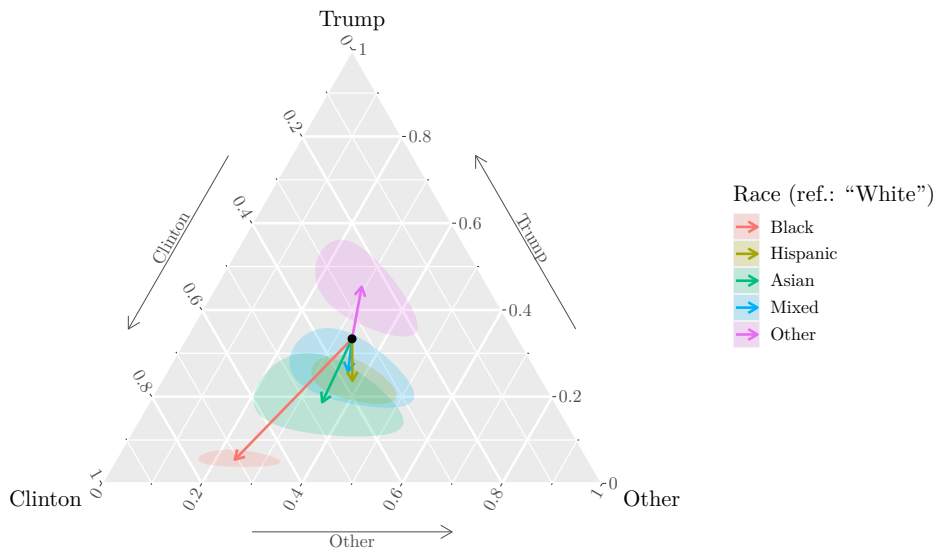 Trump
0 1
0.2 0.8
0.4 0.6
0.6 0.4
0.8 0.2
1 0
Clinton
Trump
Clinton
Other
0 0.2 0.4 0.6 1
Other
Race (ref.: “White”)
Black
Hispanic
Asian
Mixed
Other